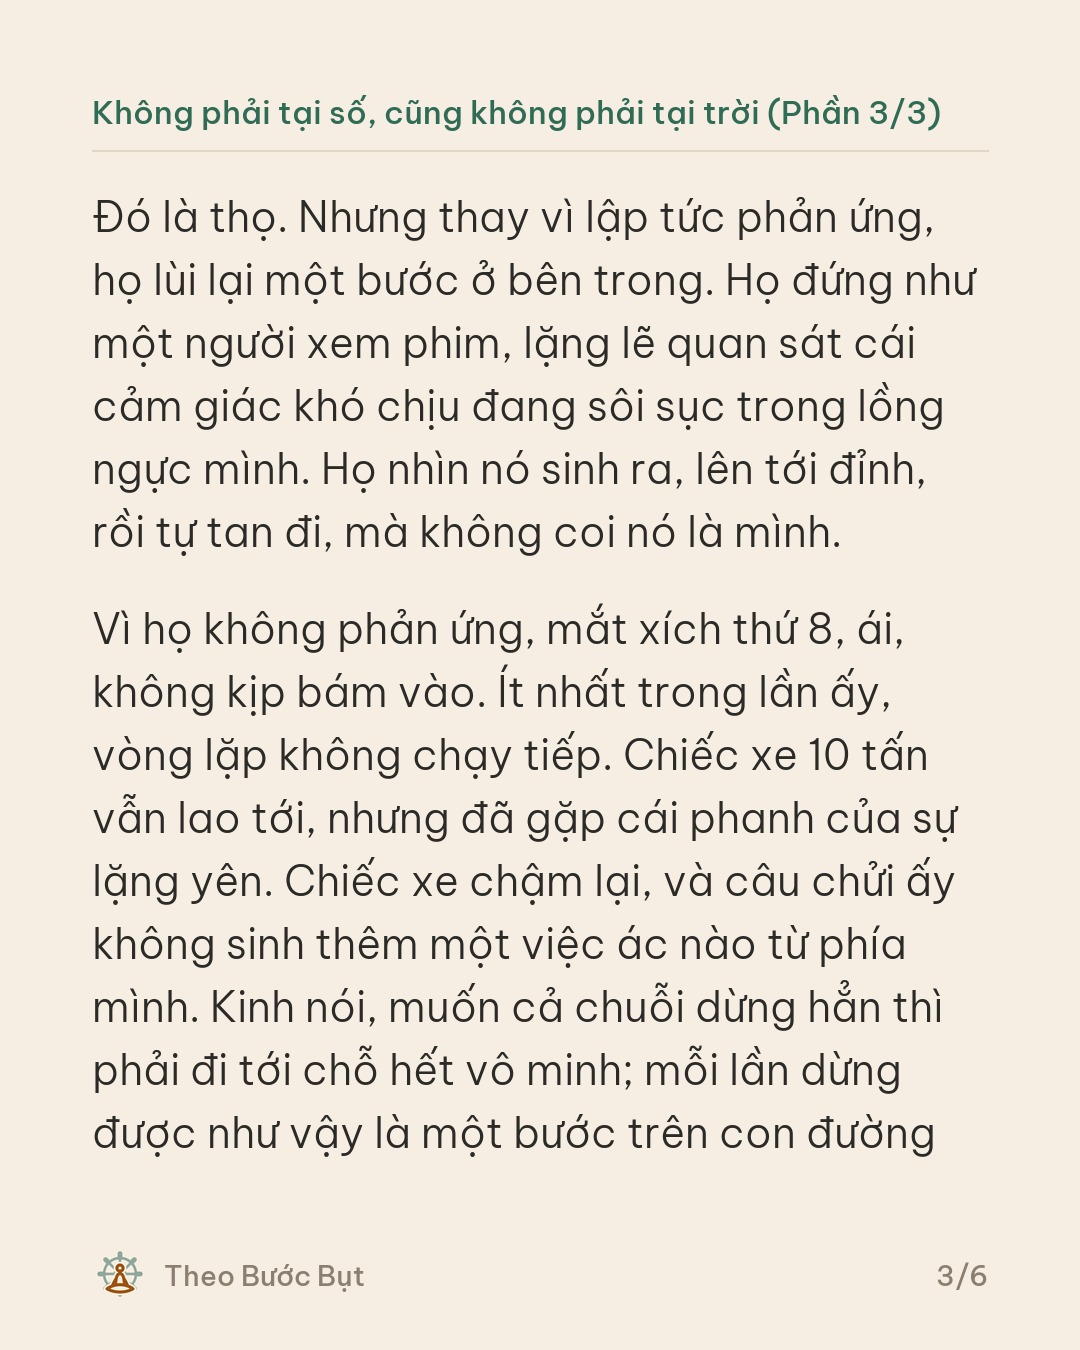 Không phải tại số, cũng không phải tại trời (Phần 3/3)
Đó là thọ. Nhưng thay vì lập tức phản ứng,
họ lùi lại một bước ở bên trong. Họ đứng như
một người xem phim, lặng lẽ quan sát cái
cảm giác khó chịu đang sôi sục trong lồng
ngực mình. Họ nhìn nó sinh ra, lên tới đỉnh,
rồi tự tan đi, mà không coi nó là mình.
Vì họ không phản ứng, mắt xích thứ 8, ái,
không kịp bám vào. Ít nhất trong lần ấy,
vòng lặp không chạy tiếp. Chiếc xe 10 tấn
vẫn lao tới, nhưng đã gặp cái phanh của sự
lặng yên. Chiếc xe chậm lại, và câu chửi ấy
không sinh thêm một việc ác nào từ phía
mình. Kinh nói, muốn cả chuỗi dừng hẳn thì
phải đi tới chỗ hết vô minh; mỗi lần dừng
được như vậy là một bước trên con đường
Theo Bước Bụt
3/6